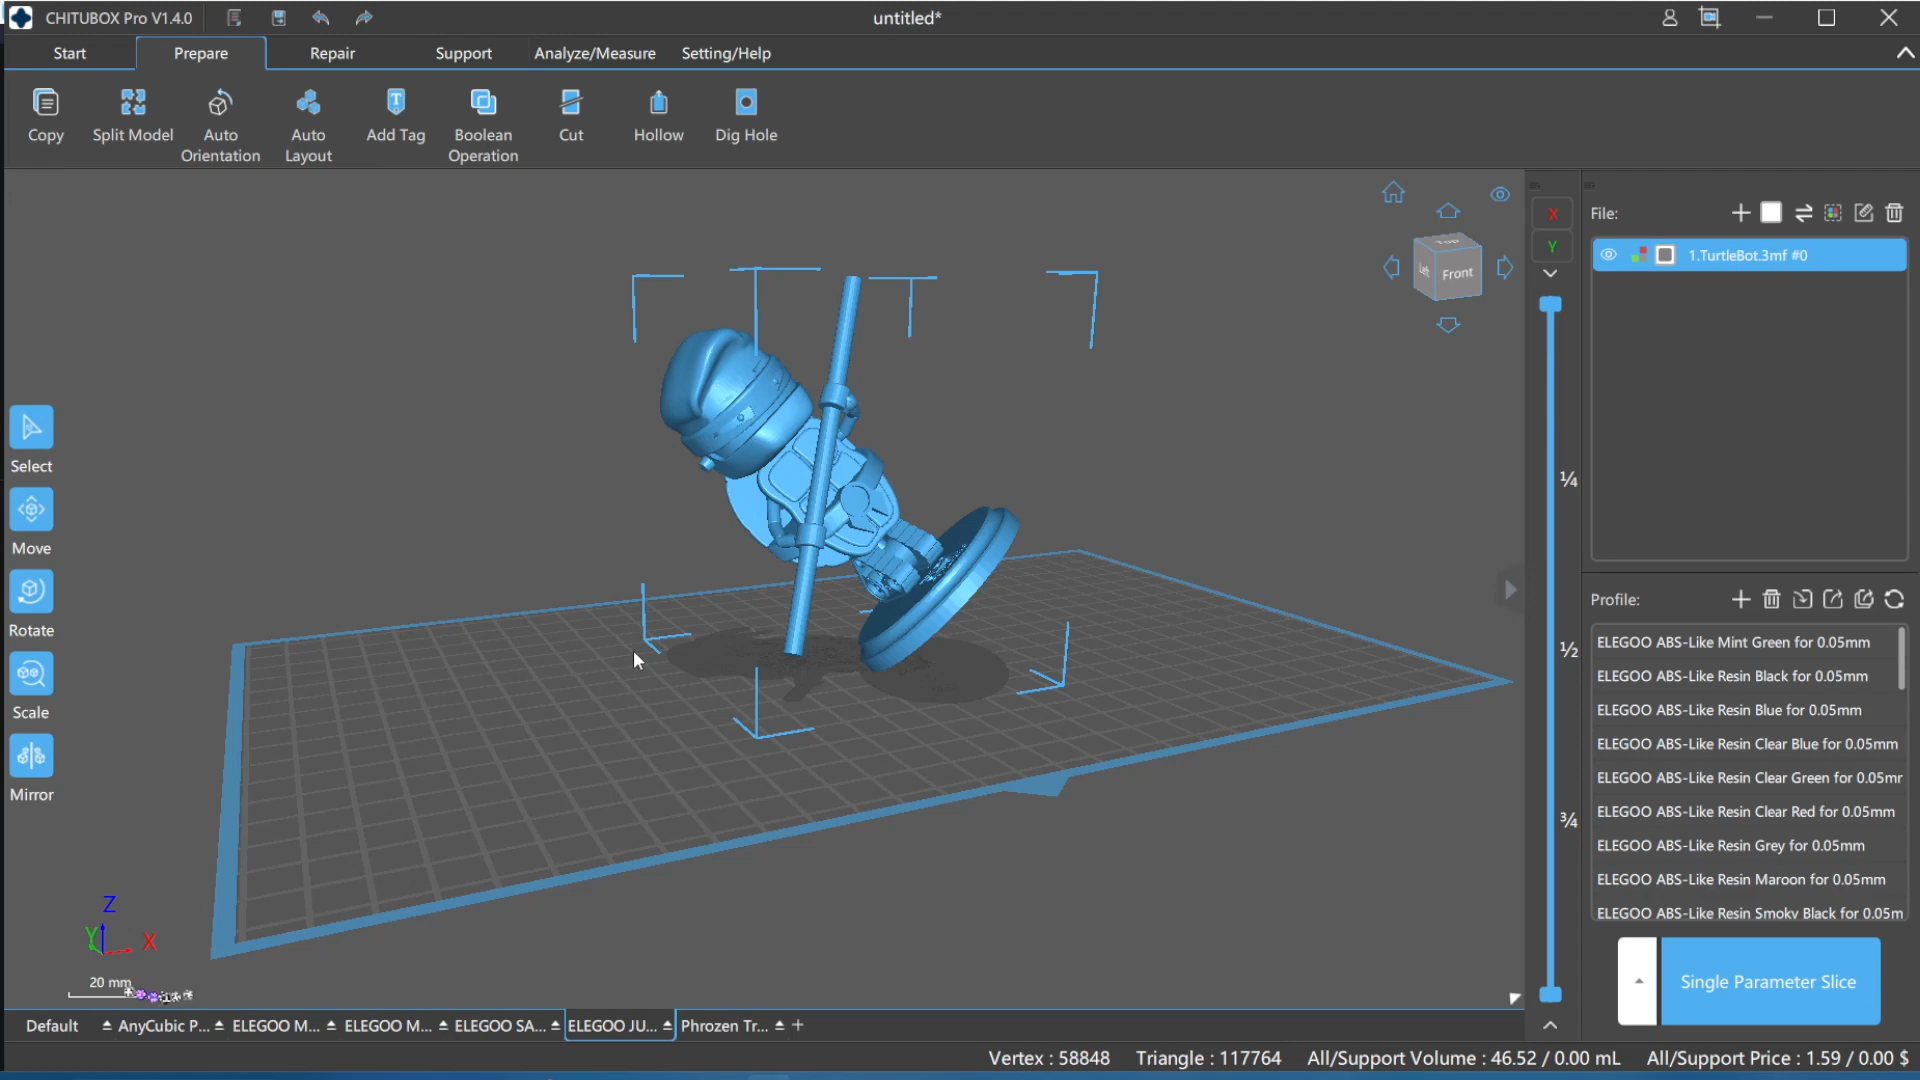 CHITUBOX Pro V1.4.0
untitled*
Start
Prepare
Repair
Support
Analyze/Measure
Setting/Help
Copy
Split Model
Auto
Orientation
Auto
Layout
Add Tag
Boolean
Operation
Cut
Hollow
Dig Hole
Top
Left
Front
X
Y
File:
1.TurtleBot.3mf #0
Select
Move
Rotate
Scale
Mirror
1/4
1/2
3/4
Profile:
ELEGOO ABS-Like Mint Green for 0.05mm
ELEGOO ABS-Like Resin Black for 0.05mm
ELEGOO ABS-Like Resin Blue for 0.05mm
ELEGOO ABS-Like Resin Clear Blue for 0.05mm
ELEGOO ABS-Like Resin Clear Green for 0.05mr
ELEGOO ABS-Like Resin Clear Red for 0.05mm
ELEGOO ABS-Like Resin Grey for 0.05mm
ELEGOO ABS-Like Resin Maroon for 0.05mm
ELEGOO ABS-Like Resin Smoky Black for 0.05m
Single Parameter Slice
Z
Y
X
20 mm
Default
AnyCubic P...
ELEGOO M...
ELEGOO M...
ELEGOO SA...
ELEGOO JU...
Phrozen Tr...
Vertex : 58848
Triangle : 117764
All/Support Volume : 46.52 / 0.00 mL
All/Support Price : 1.59 / 0.00 $